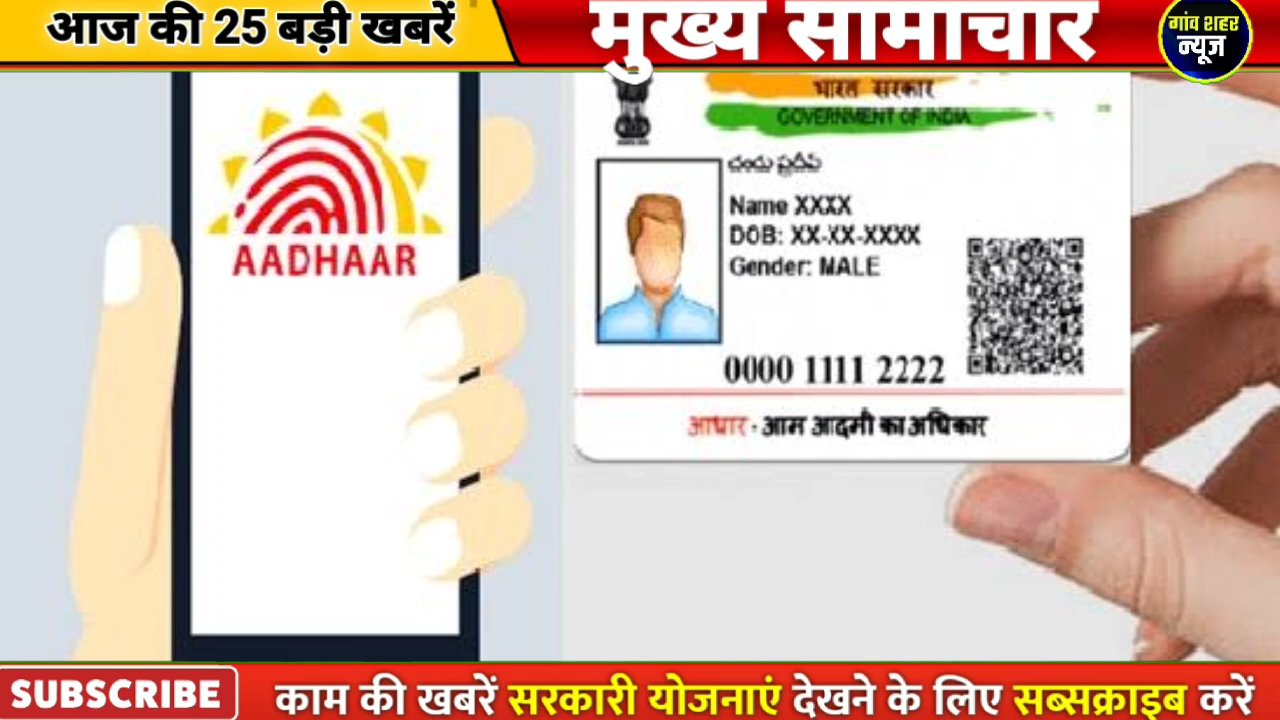 आज की 25 बड़ी खबरें
मुख्य सामाचार
गांव शहर
न्यूज
AADHAAR
भारत सरकार
GOVERNMENT OF INDIA
చందు ప్రదీప్
Name XXXX
DOB: XX-XX-XXXX
Gender: MALE
0000 1111 2222
आधार - आम आदमी का अधिकार
SUBSCRIBE
काम की खबरें सरकारी योजनाएं देखने के लिए सब्सक्राइब करें